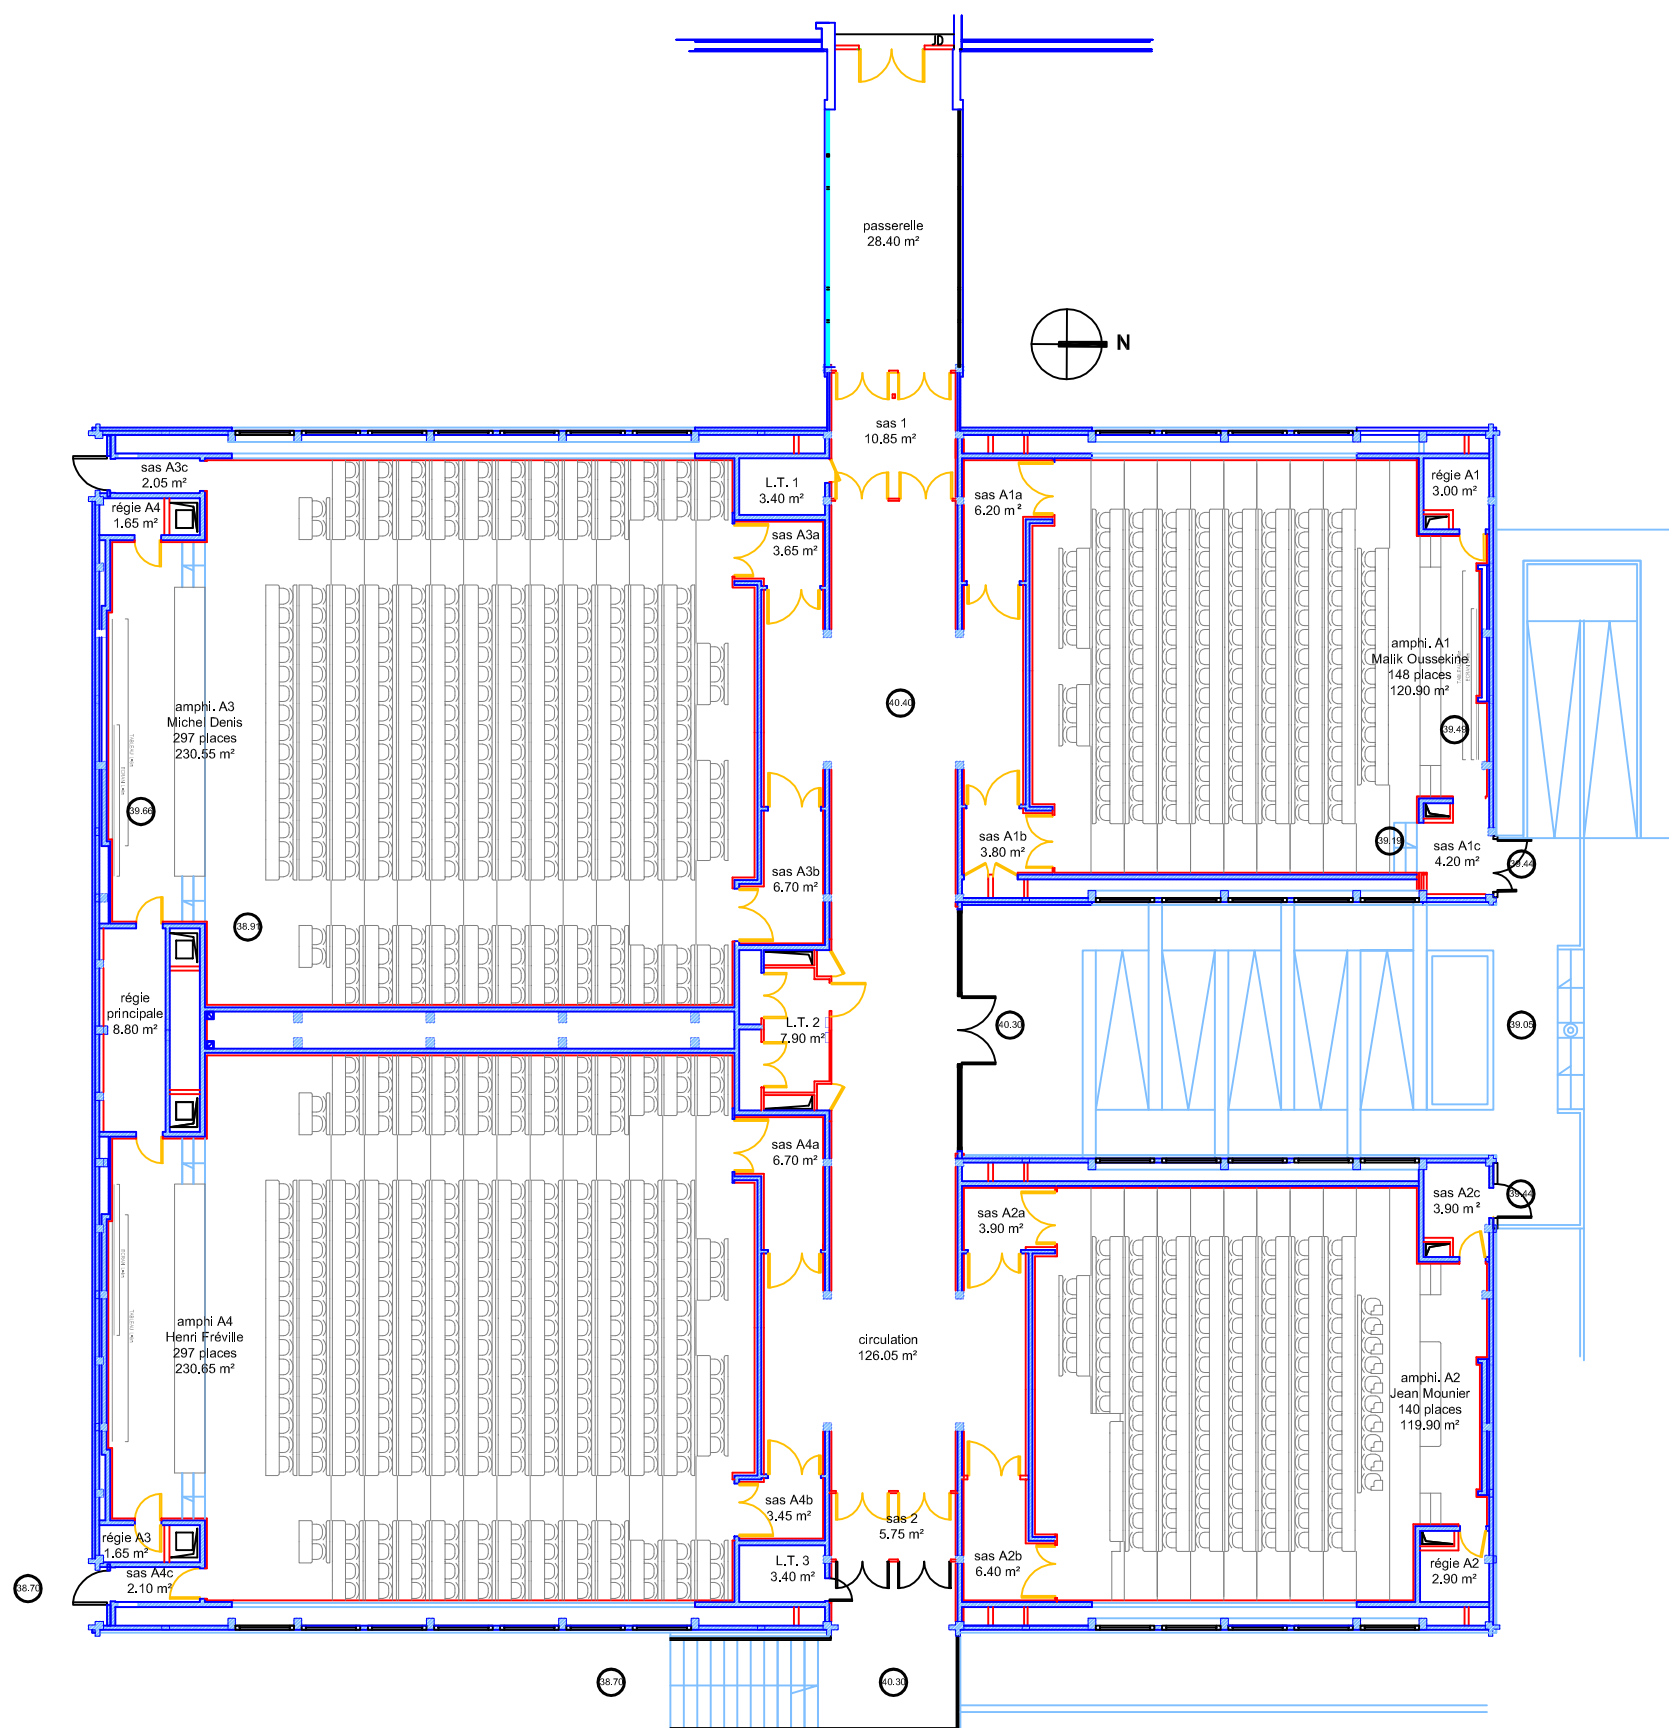 JD
passerelle
28.40 m²
N
sas 1
10.85 m²
sas A3c
2.05 m²
régie A4
1.65 m²
L.T. 1
3.40 m²
sas A3a
3.65 m²
sas A1a
6.20 m²
régie A1
3.00 m²
amphi. A3
Michel Denis
297 places
230.55 m²
TABLEAU
39.66
40.40
amphi. A1
Malik Oussekine
148 places
120.90 m²
39.49
39.19
sas A1b
3.80 m²
sas A1c
4.20 m²
39.44
sas A3b
6.70 m²
38.91
régie
principale
8.80 m²
L.T. 2
7.90 m²
40.30
39.05
sas A4a
6.70 m²
sas A2a
3.90 m²
sas A2c
3.90 m²
39.44
amphi A4
Henri Fréville
297 places
230.65 m²
TABLEAU
circulation
126.05 m²
amphi. A2
Jean Mounier
140 places
119.90 m²
sas A4b
3.45 m²
sas 2
5.75 m²
régie A3
1.65 m²
sas A4c
2.10 m²
L.T. 3
3.40 m²
sas A2b
6.40 m²
régie A2
2.90 m²
38.70
38.70
40.30